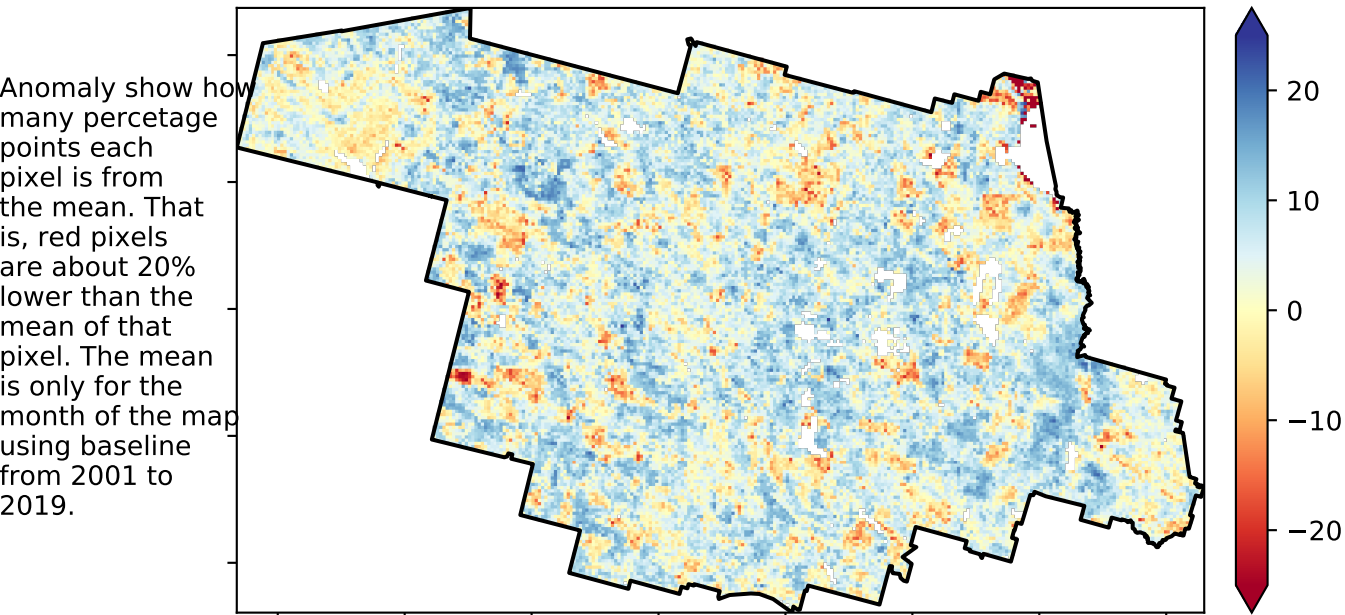 Anomaly show how
many percetage
points each
pixel is from
the mean. That
is, red pixels
are about 20%
lower than the
mean of that
pixel. The mean
is only for the
month of the map
using baseline
from 2001 to
2019.
20
10
0
−10
−20